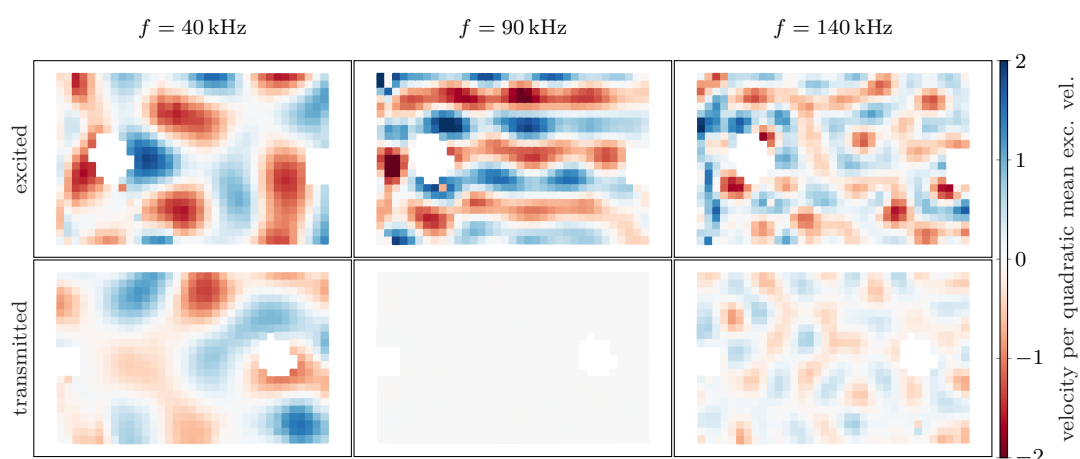 f = 40 kHz
f = 90 kHz
f = 140 kHz
excited
transmitted
2
1
0
−1
−2
velocity per quadratic mean exc. vel.